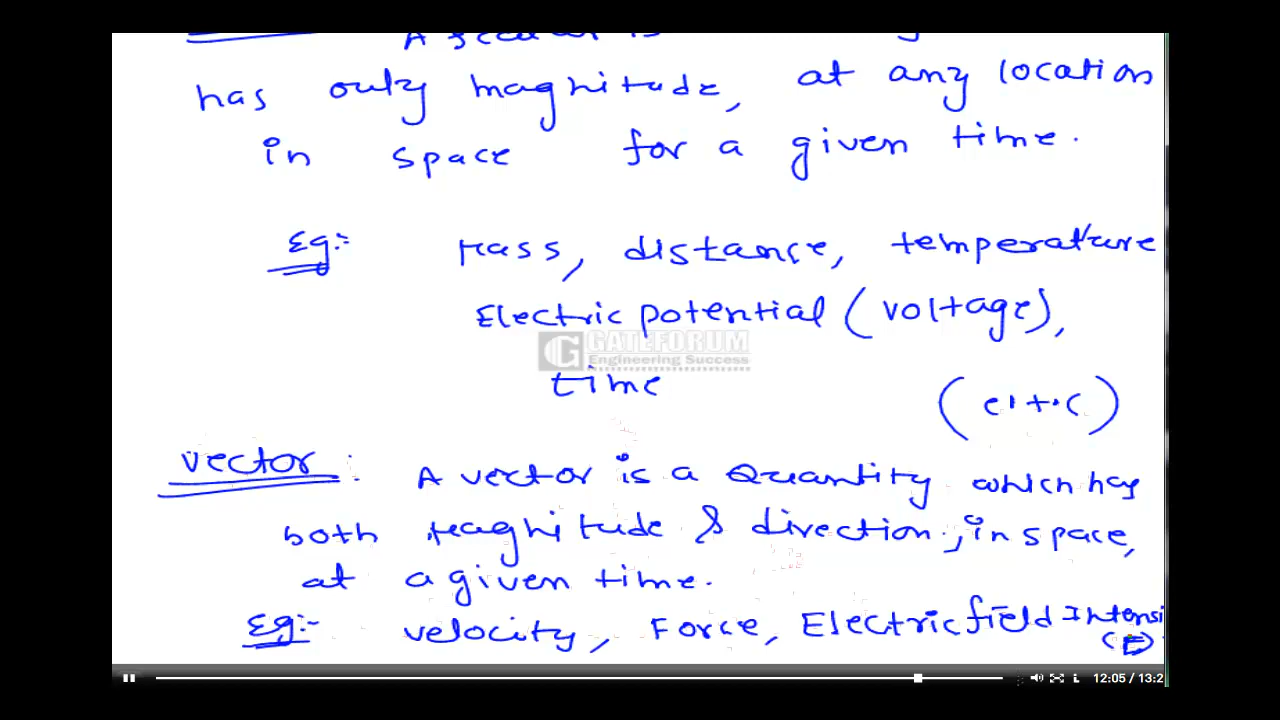 A scalar is
has only magnitude, at any location
in space for a given time.
Eg:- Mass, distance, temperature
Electric potential (voltage),
GATEFORUM
Engineering Success
time (e.t.c)
Vector : A vector is a Quantity which has
both Magnitude & direction, in space,
at a given time.
Eg:- velocity, Force, Electric field Intensi
(E)
12:05 / 13:2